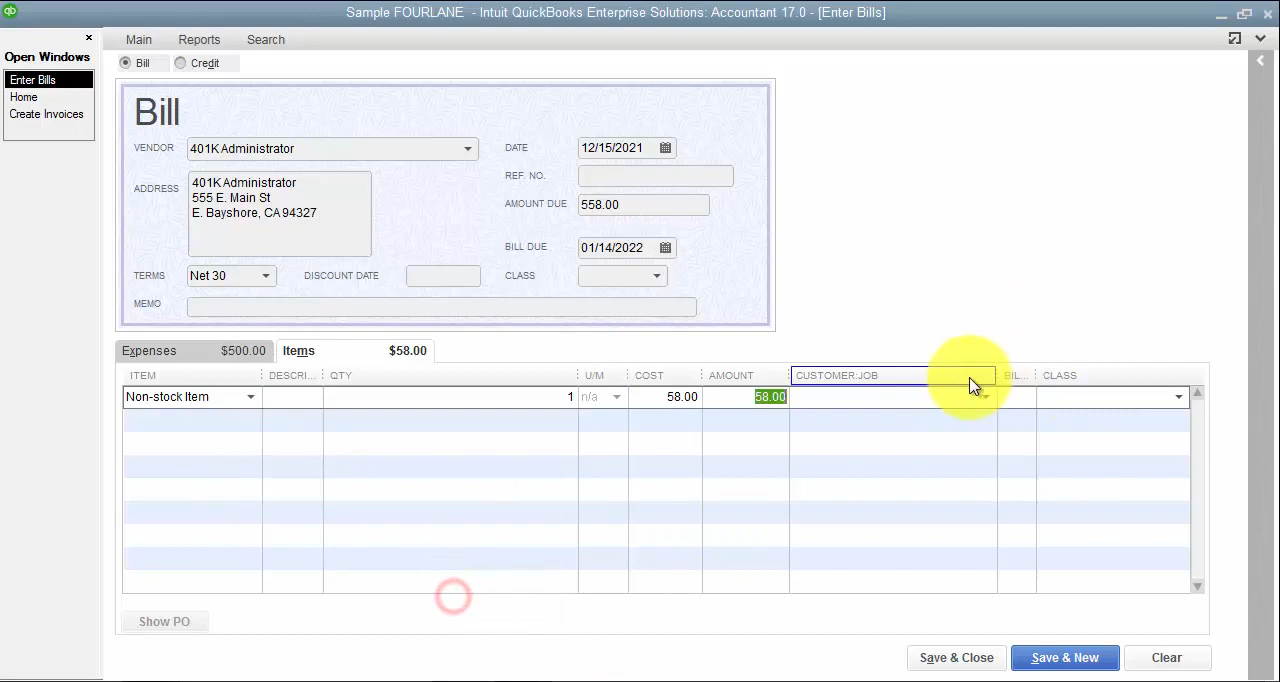 qb
Sample FOURLANE - Intuit QuickBooks Enterprise Solutions: Accountant 17.0 - [Enter Bills]
Main Reports Search
Open Windows
Enter Bills
Home
Create Invoices
Bill Credit
Bill
VENDOR 401K Administrator
DATE 12/15/2021
REF. NO.
ADDRESS
401K Administrator
555 E. Main St
E. Bayshore, CA 94327
AMOUNT DUE 558.00
BILL DUE 01/14/2022
TERMS Net 30 DISCOUNT DATE CLASS
MEMO
Expenses $500.00 Items $58.00
ITEM DESCRI... QTY U/M COST AMOUNT CUSTOMER:JOB BIL... CLASS
Non-stock Item 1 n/a 58.00 58.00
Show PO
Save & Close Save & New Clear